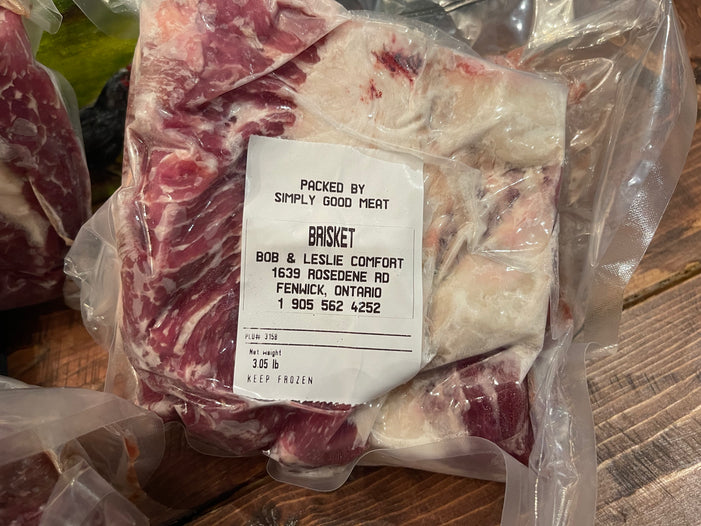 PACKED BY
SIMPLY GOOD MEAT
BRISKET
BOB & LESLIE COMFORT
1639 ROSEDENE RD
FENWICK, ONTARIO
1 905 562 4252
PLU#: 3158
Net weight
3.05 lb
KEEP FROZEN